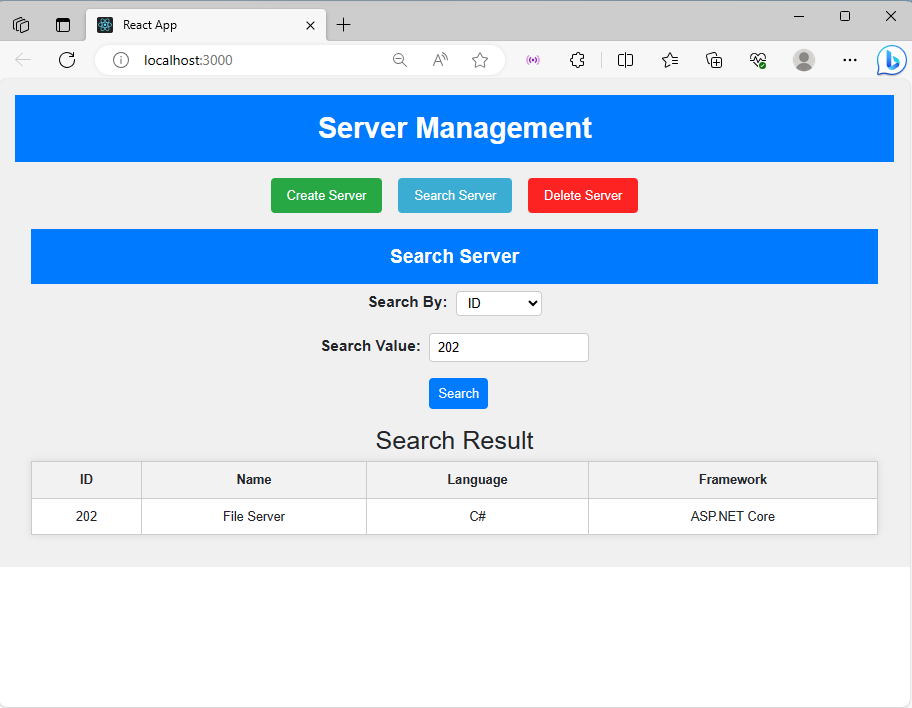 React App
localhost:3000
Server Management
Create Server Search Server Delete Server
Search Server
Search By: ID
Search Value: 202
Search
Search Result
ID Name Language Framework
202 File Server C# ASP.NET Core